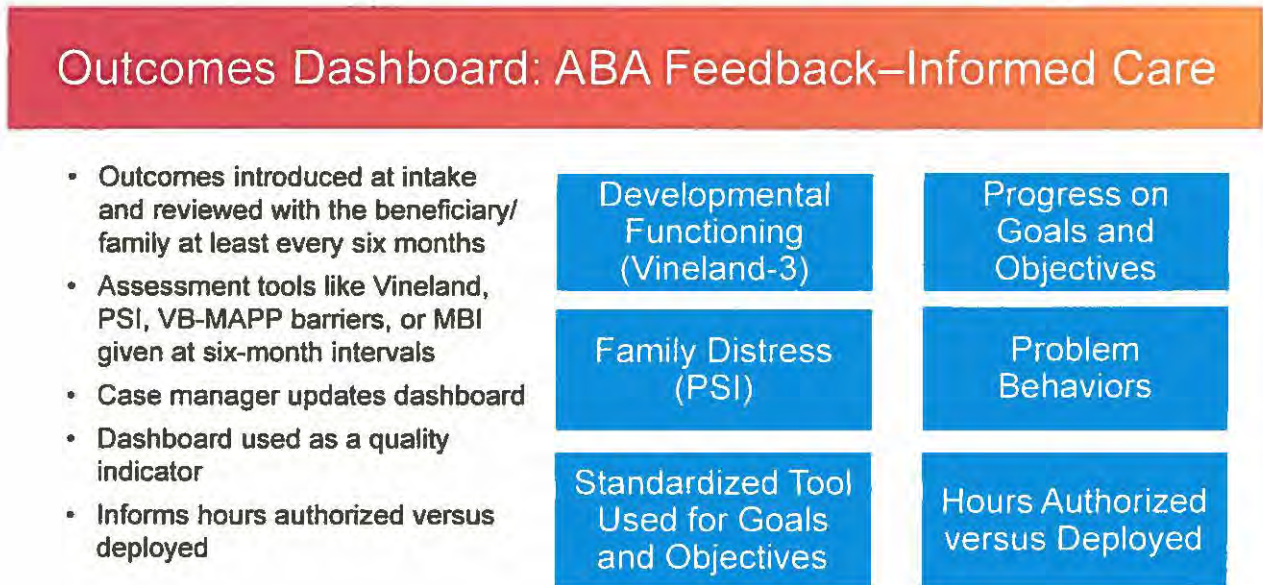 Outcomes Dashboard: ABA Feedback–Informed Care
• Outcomes introduced at intake
and reviewed with the beneficiary/
family at least every six months
• Assessment tools like Vineland,
PSI, VB-MAPP barriers, or MBI
given at six-month intervals
• Case manager updates dashboard
• Dashboard used as a quality
indicator
• Informs hours authorized versus
deployed
Developmental
Functioning
(Vineland-3)
Progress on
Goals and
Objectives
Family Distress
(PSI)
Problem
Behaviors
Standardized Tool
Used for Goals
and Objectives
Hours Authorized
versus Deployed